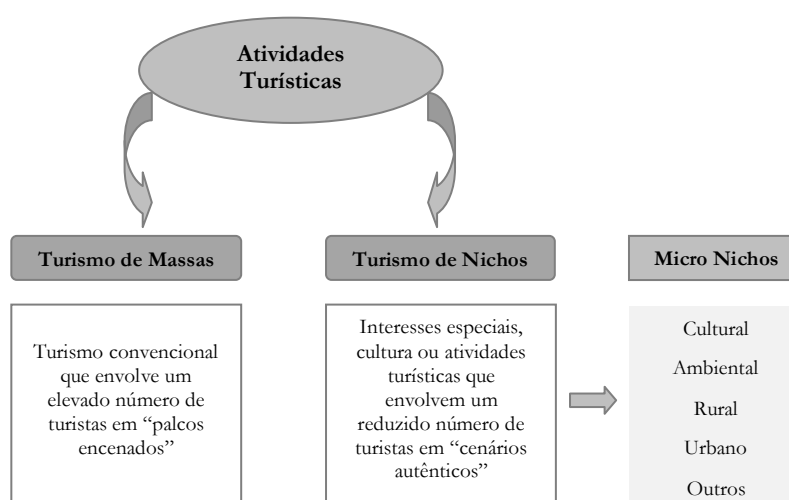 Atividades
Turísticas
Turismo de Massas
Turismo de Nichos
Micro Nichos
Turismo convencional
que envolve um
elevado número de
turistas em “palcos
encenados”
Interesses especiais,
cultura ou atividades
turísticas que
envolvem um
reduzido número de
turistas em “cenários
autênticos”
Cultural
Ambiental
Rural
Urbano
Outros